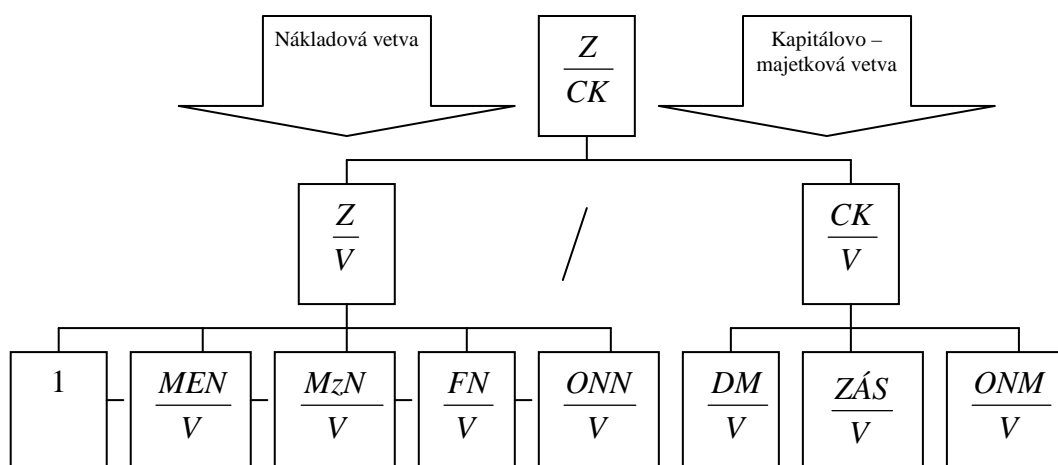 Nákladová vetva
Z
CK
Kapitálovo –
majetková vetva
Z
V
/
CK
V
1 – MEN – MzN – FN – ONN
V V V V
DM ZÁS ONM
V V V